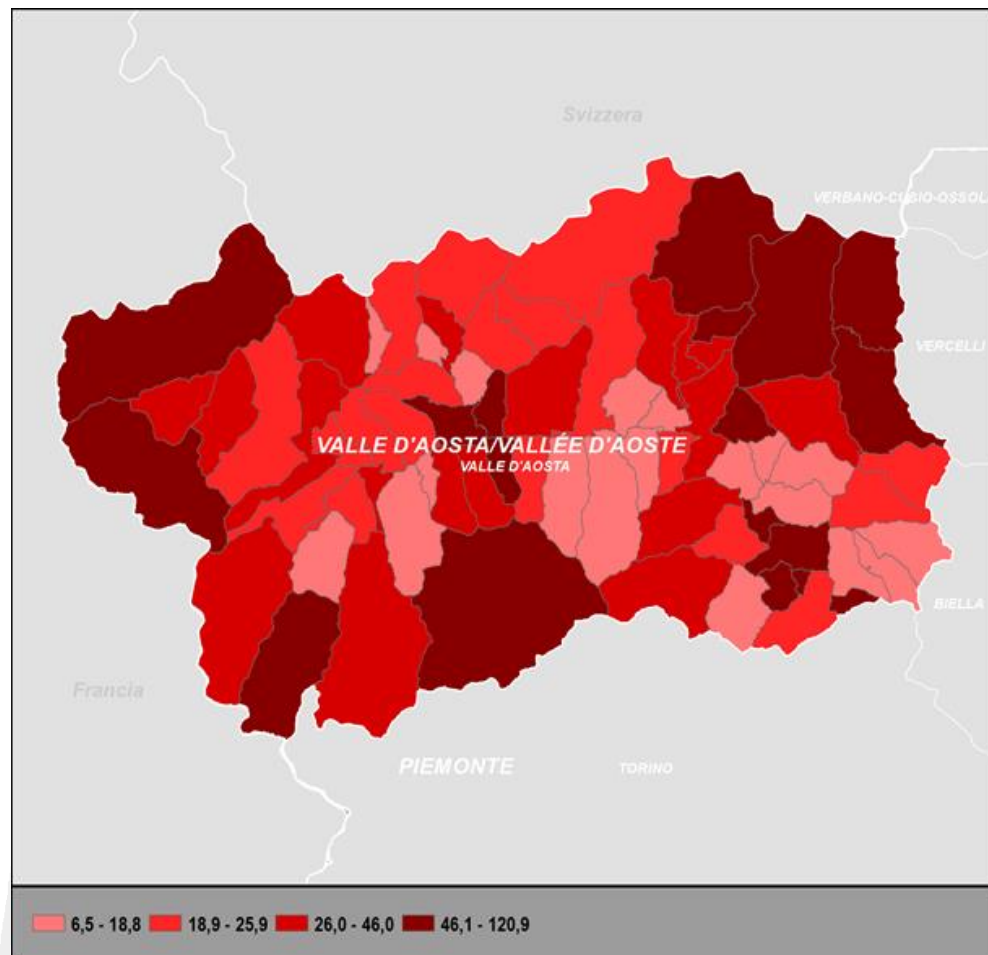 Svizzera
VERBANO-CUSIO-OSSOL
VERCELLI
VALLE D'AOSTA/VALLÉE D'AOSTE
VALLE D'AOSTA
BIELLA
Francia
PIEMONTE
TORINO
6,5 - 18,8 18,9 - 25,9 26,0 - 46,0 46,1 - 120,9